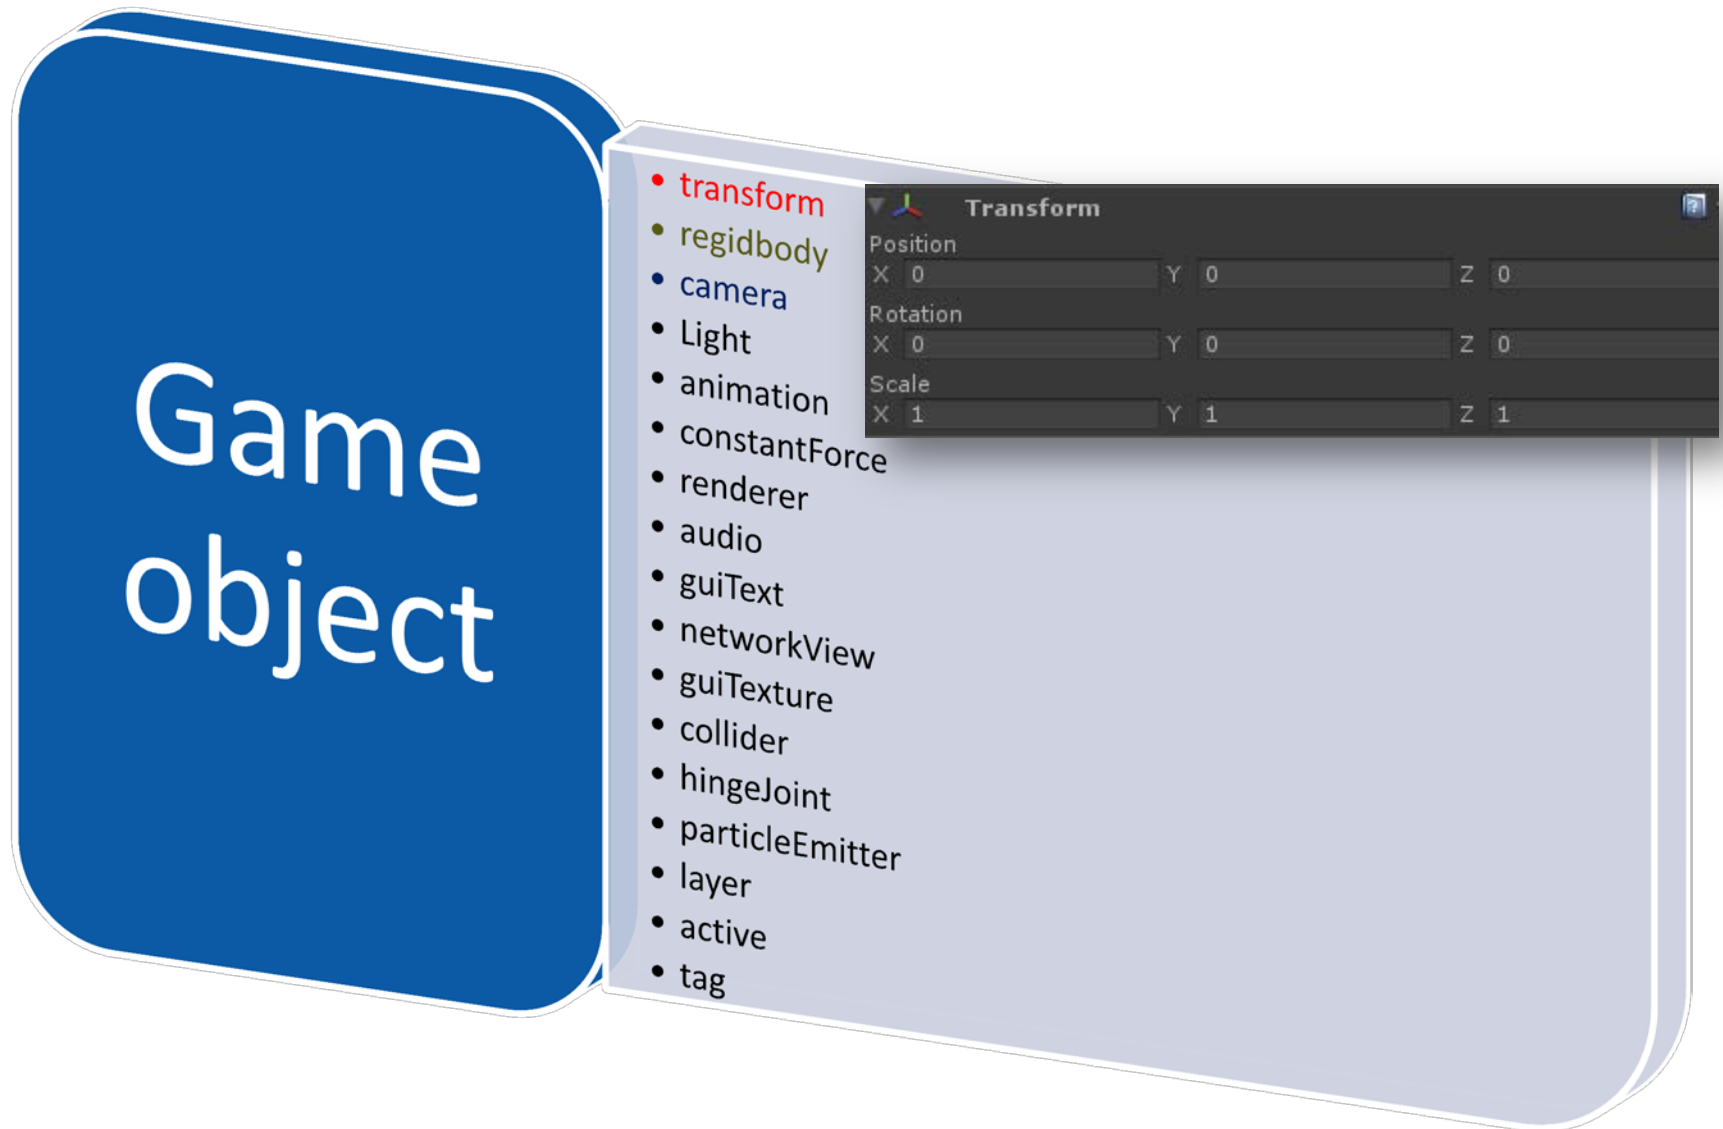 Game
object
• transform
• regidbody
• camera
• Light
• animation
• constantForce
• renderer
• audio
• guiText
• networkView
• guiTexture
• collider
• hingeJoint
• particleEmitter
• layer
• active
• tag
Transform ?
Position
X 0 Y 0 Z 0
Rotation
X 0 Y 0 Z 0
Scale
X 1 Y 1 Z 1